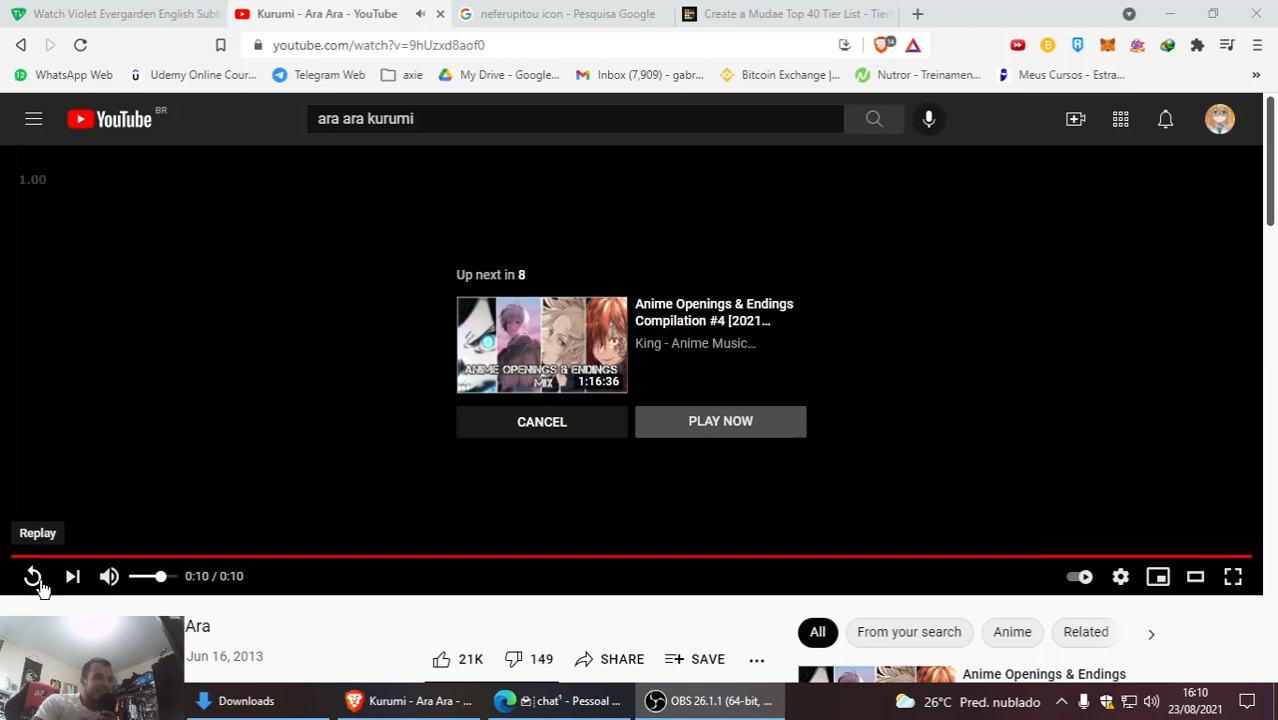 Watch Violet Evergarden English Subt
Kurumi - Ara Ara - YouTube
neferupitou icon - Pesquisa Google
Create a Mudae Top 40 Tier List - Tier
youtube.com/watch?v=9hUzxd8aof0
14
WhatsApp Web
Udemy Online Cour...
Telegram Web
axie
My Drive - Google...
Inbox (7,909) - gabr...
Bitcoin Exchange |...
Nutror - Treinamen...
Meus Cursos - Estra...
YouTube BR
ara ara kurumi
1.00
Up next in 8
ANIME OPENINGS & ENDINGS
MIX
1:16:36
Anime Openings & Endings
Compilation #4 [2021...
King - Anime Music...
CANCEL
PLAY NOW
Replay
0:10 / 0:10
Ara
Jun 16, 2013
21K
149
SHARE
SAVE
All
From your search
Anime
Related
Anime Openings & Endings
Downloads
Kurumi - Ara Ara - ...
chat¹ - Pessoal ...
OBS 26.1.1 (64-bit, ...
26°C Pred. nublado
16:10
23/08/2021